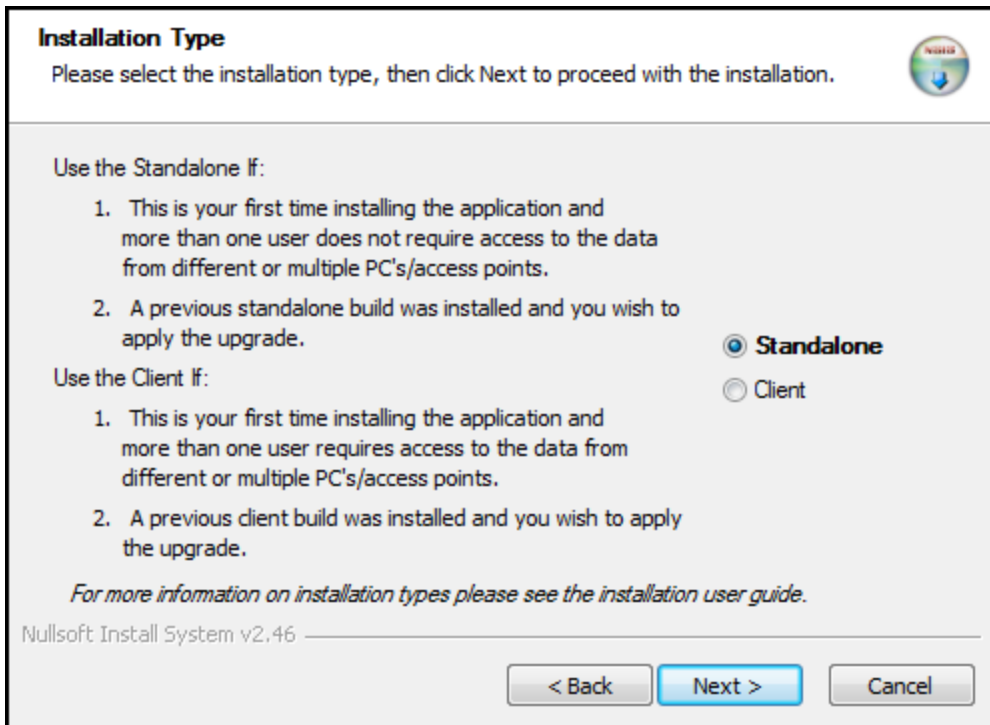 Installation Type
Please select the installation type, then click Next to proceed with the installation.
NSIS
Use the Standalone If:
1. This is your first time installing the application and
more than one user does not require access to the data
from different or multiple PC's/access points.
2. A previous standalone build was installed and you wish to
apply the upgrade.
Standalone
Use the Client If:
Client
1. This is your first time installing the application and
more than one user requires access to the data from
different or multiple PC's/access points.
2. A previous client build was installed and you wish to apply
the upgrade.
For more information on installation types please see the installation user guide.
Nullsoft Install System v2.46
< Back
Next >
Cancel